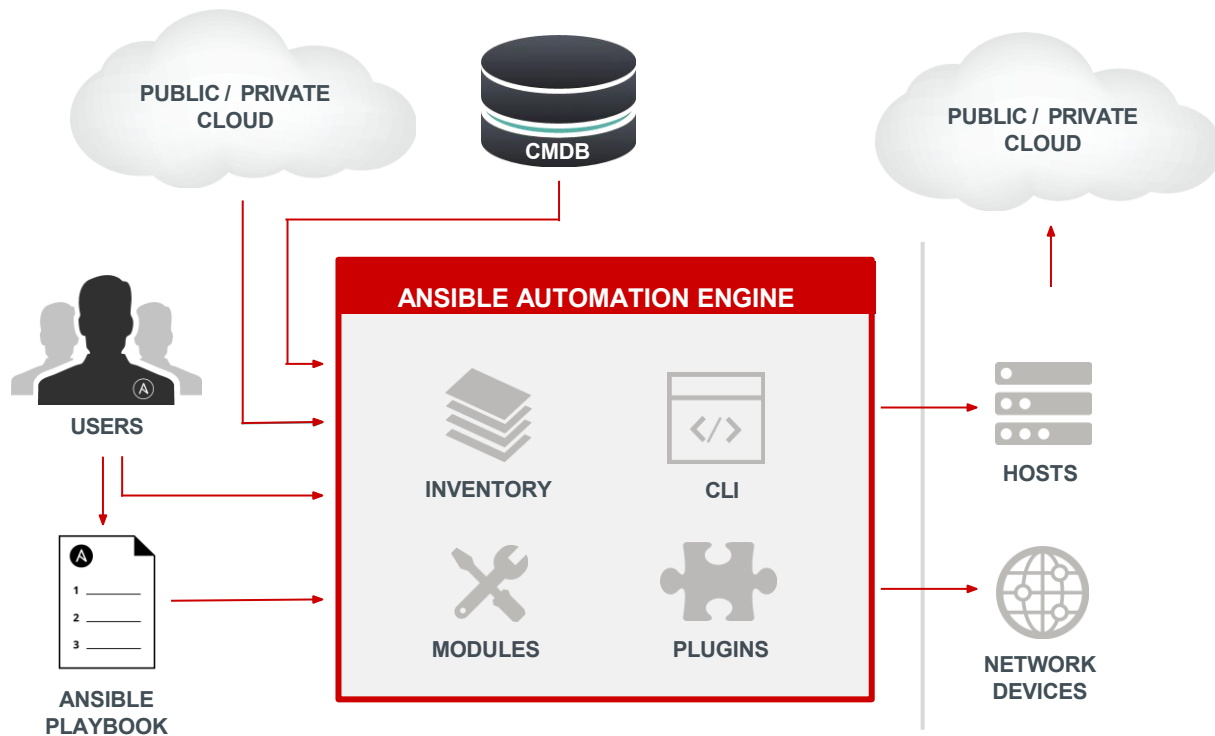 PUBLIC / PRIVATE
CLOUD
CMDB
PUBLIC / PRIVATE
CLOUD
ANSIBLE AUTOMATION ENGINE
A
USERS
INVENTORY
</>
CLI
HOSTS
A
1
2
3
MODULES
PLUGINS
NETWORK
DEVICES
ANSIBLE
PLAYBOOK